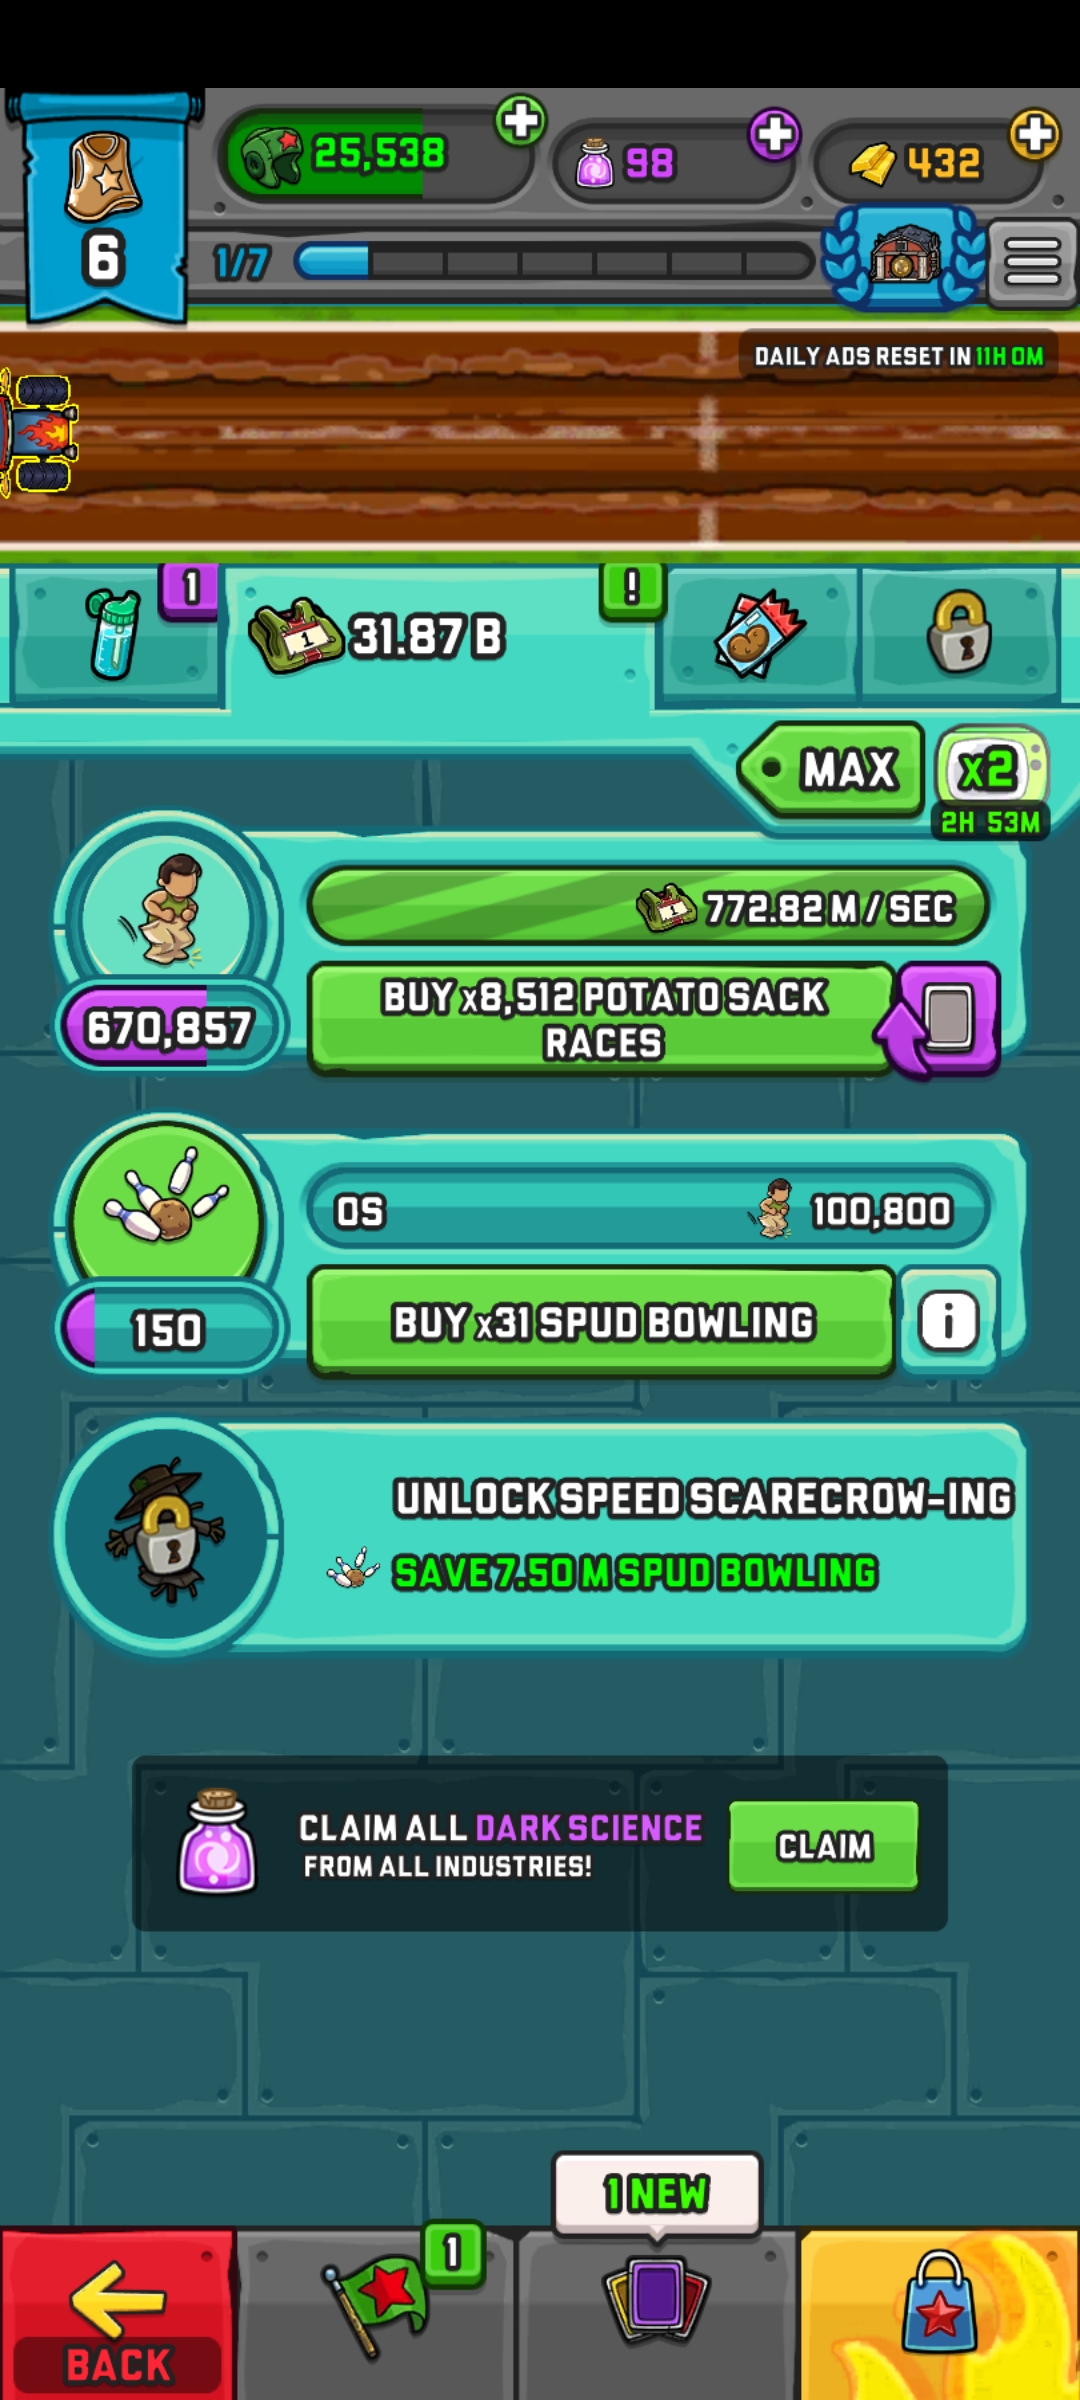 25,538
98
432
6
1/7
DAILY ADS RESET IN 11H 0M
1
1
31.87 B
!
MAX
x2
2H 53M
1
772.82 M / SEC
670,857
BUY x8,512 POTATO SACK
RACES
0S
100,800
150
BUY x31 SPUD BOWLING
i
UNLOCK SPEED SCARECROW-ING
SAVE 7.50 M SPUD BOWLING
CLAIM ALL DARK SCIENCE
FROM ALL INDUSTRIES!
CLAIM
1 NEW
1
BACK